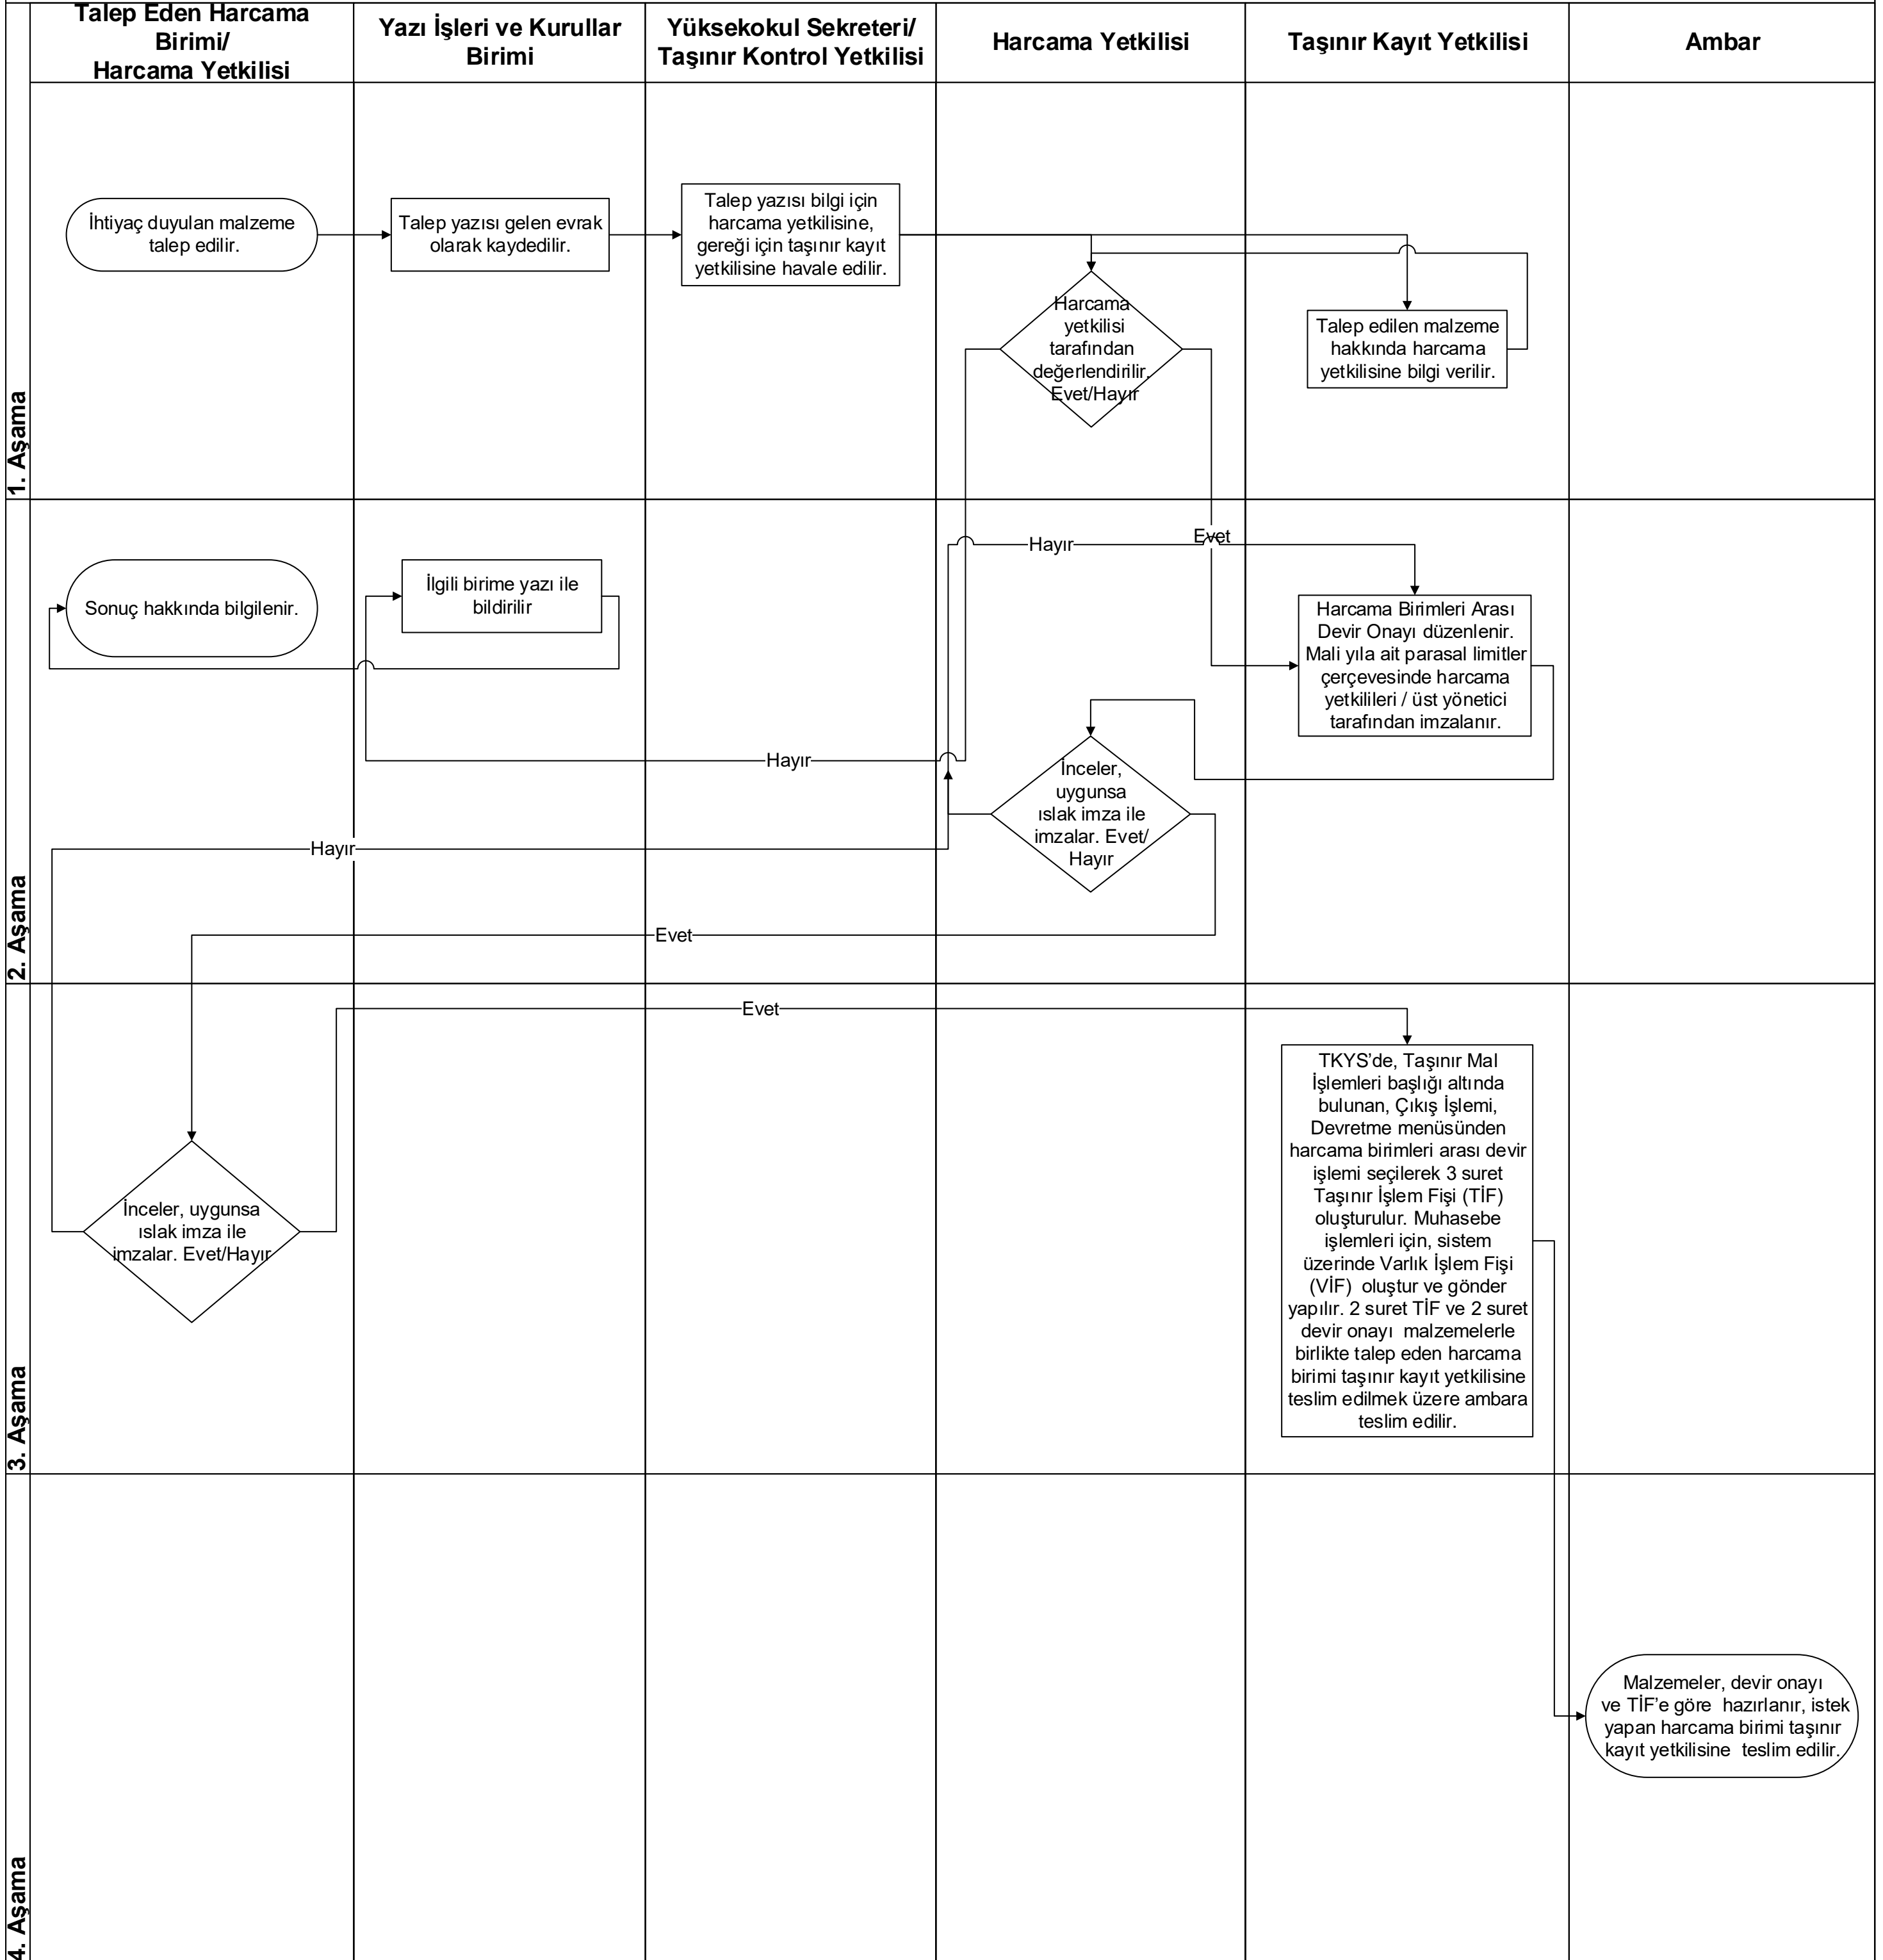 Talep Eden Harcama
Birimi/
Harcama Yetkilisi
Yazı İşleri ve Kurullar
Birimi
Yüksekokul Sekreteri/
Taşınır Kontrol Yetkilisi
Harcama Yetkilisi
Taşınır Kayıt Yetkilisi
Ambar
1. Aşama
İhtiyaç duyulan malzeme
talep edilir.
Talep yazısı gelen evrak
olarak kaydedilir.
Talep yazısı bilgi için
harcama yetkilisine,
gereği için taşınır kayıt
yetkilisine havale edilir.
Harcama
yetkilisi
tarafından
değerlendirilir.
Evet/Hayır
Talep edilen malzeme
hakkında harcama
yetkilisine bilgi verilir.
2. Aşama
Hayır
Evet
Sonuç hakkında bilgilenir.
İlgili birime yazı ile
bildirilir
Harcama Birimleri Arası
Devir Onayı düzenlenir.
Mali yıla ait parasal limitler
çerçevesinde harcama
yetkilileri / üst yönetici
tarafından imzalanır.
Hayır
İnceler,
uygunsa
ıslak imza ile
imzalar. Evet/
Hayır
Hayır
Evet
3. Aşama
Evet
İnceler, uygunsa
ıslak imza ile
imzalar. Evet/Hayır
TKYS’de, Taşınır Mal
İşlemleri başlığı altında
bulunan, Çıkış İşlemi,
Devretme menüsünden
harcama birimleri arası devir
işlemi seçilerek 3 suret
Taşınır İşlem Fişi (TİF)
oluşturulur. Muhasebe
işlemleri için, sistem
üzerinde Varlık İşlem Fişi
(VİF) oluştur ve gönder
yapılır. 2 suret TİF ve 2 suret
devir onayı malzemelerle
birlikte talep eden harcama
birimi taşınır kayıt yetkilisine
teslim edilmek üzere ambara
teslim edilir.
4. Aşama
Malzemeler, devir onayı
ve TİF’e göre hazırlanır, istek
yapan harcama birimi taşınır
kayıt yetkilisine teslim edilir.